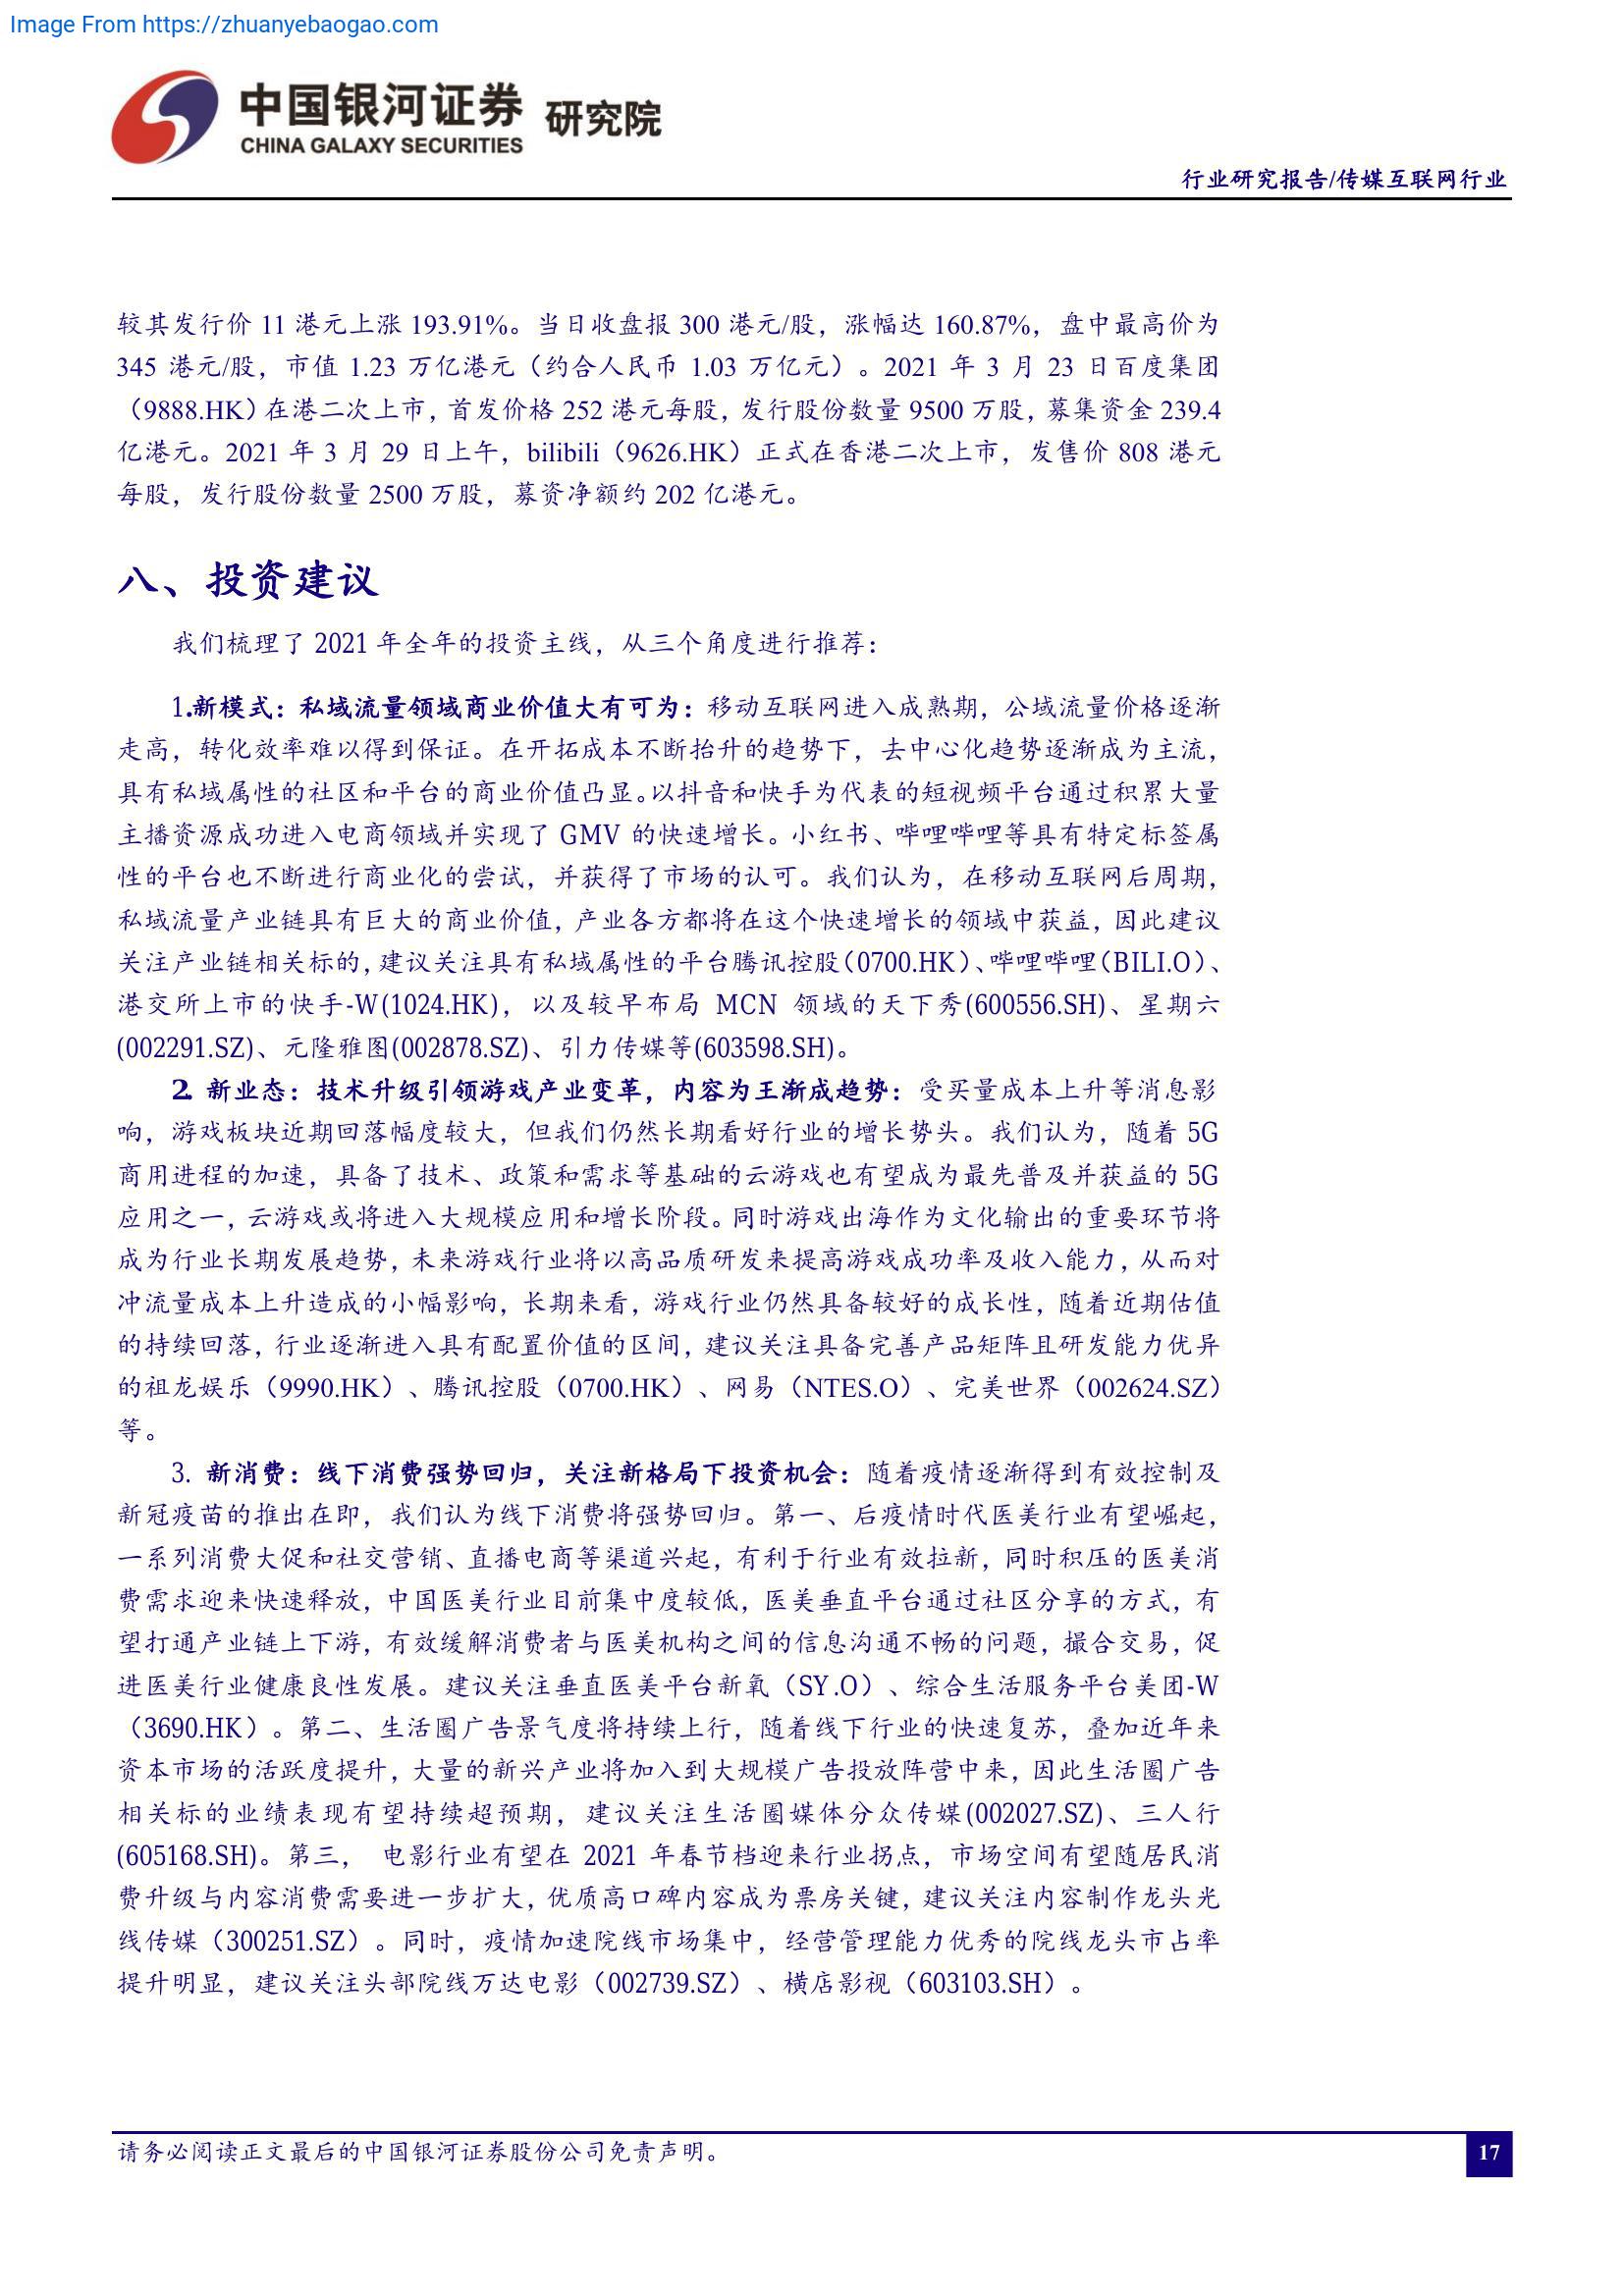 Image From https://zhuanyebaogao.com
中国银河证券 研究院
CHINA GALAXY SECURITIES
行业研究报告/传媒互联网行业
较其发行价 11 港元上涨 193.91%。当日收盘报 300 港元/股，涨幅达 160.87%，盘中最高价为
345 港元/股，市值 1.23 万亿港元（约合人民币 1.03 万亿元）。2021 年 3 月 23 日百度集团
（9888.HK）在港二次上市，首发价格 252 港元每股，发行股份数量 9500 万股，募集资金 239.4
亿港元。2021 年 3 月 29 日上午，bilibili（9626.HK）正式在香港二次上市，发售价 808 港元
每股，发行股份数量 2500 万股，募资净额约 202 亿港元。
八、投资建议
我们梳理了 2021 年全年的投资主线，从三个角度进行推荐：
1.新模式：私域流量领域商业价值大有可为：移动互联网进入成熟期，公域流量价格逐渐
走高，转化效率难以得到保证。在开拓成本不断抬升的趋势下，去中心化趋势逐渐成为主流，
具有私域属性的社区和平台的商业价值凸显。以抖音和快手为代表的短视频平台通过积累大量
主播资源成功进入电商领域并实现了 GMV 的快速增长。小红书、哔哩哔哩等具有特定标签属
性的平台也不断进行商业化的尝试，并获得了市场的认可。我们认为，在移动互联网后周期，
私域流量产业链具有巨大的商业价值，产业各方都将在这个快速增长的领域中获益，因此建议
关注产业链相关标的，建议关注具有私域属性的平台腾讯控股（0700.HK）、哔哩哔哩（BILI.O）、
港交所上市的快手-W(1024.HK)，以及较早布局 MCN 领域的天下秀(600556.SH)、星期六
(002291.SZ)、元隆雅图(002878.SZ)、引力传媒等(603598.SH)。
2. 新业态：技术升级引领游戏产业变革，内容为王渐成趋势：受买量成本上升等消息影
响，游戏板块近期回落幅度较大，但我们仍然长期看好行业的增长势头。我们认为，随着 5G
商用进程的加速，具备了技术、政策和需求等基础的云游戏也有望成为最先普及并获益的 5G
应用之一，云游戏或将进入大规模应用和增长阶段。同时游戏出海作为文化输出的重要环节将
成为行业长期发展趋势，未来游戏行业将以高品质研发来提高游戏成功率及收入能力，从而对
冲流量成本上升造成的小幅影响，长期来看，游戏行业仍然具备较好的成长性，随着近期估值
的持续回落，行业逐渐进入具有配置价值的区间，建议关注具备完善产品矩阵且研发能力优异
的祖龙娱乐（9990.HK）、腾讯控股（0700.HK）、网易（NTES.O）、完美世界（002624.SZ）
等。
3. 新消费：线下消费强势回归，关注新格局下投资机会：随着疫情逐渐得到有效控制及
新冠疫苗的推出在即，我们认为线下消费将强势回归。第一、后疫情时代医美行业有望崛起，
一系列消费大促和社交营销、直播电商等渠道兴起，有利于行业有效拉新，同时积压的医美消
费需求迎来快速释放，中国医美行业目前集中度较低，医美垂直平台通过社区分享的方式，有
望打通产业链上下游，有效缓解消费者与医美机构之间的信息沟通不畅的问题，撮合交易，促
进医美行业健康良性发展。建议关注垂直医美平台新氧（SY.O）、综合生活服务平台美团-W
（3690.HK）。第二、生活圈广告景气度将持续上行，随着线下行业的快速复苏，叠加近年来
资本市场的活跃度提升，大量的新兴产业将加入到大规模广告投放阵营中来，因此生活圈广告
相关标的业绩表现有望持续超预期，建议关注生活圈媒体分众传媒(002027.SZ)、三人行
(605168.SH)。第三， 电影行业有望在 2021 年春节档迎来行业拐点，市场空间有望随居民消
费升级与内容消费需要进一步扩大，优质高口碑内容成为票房关键，建议关注内容制作龙头光
线传媒（300251.SZ）。同时，疫情加速院线市场集中，经营管理能力优秀的院线龙头市占率
提升明显，建议关注头部院线万达电影（002739.SZ）、横店影视（603103.SH）。
请务必阅读正文最后的中国银河证券股份公司免责声明。
17